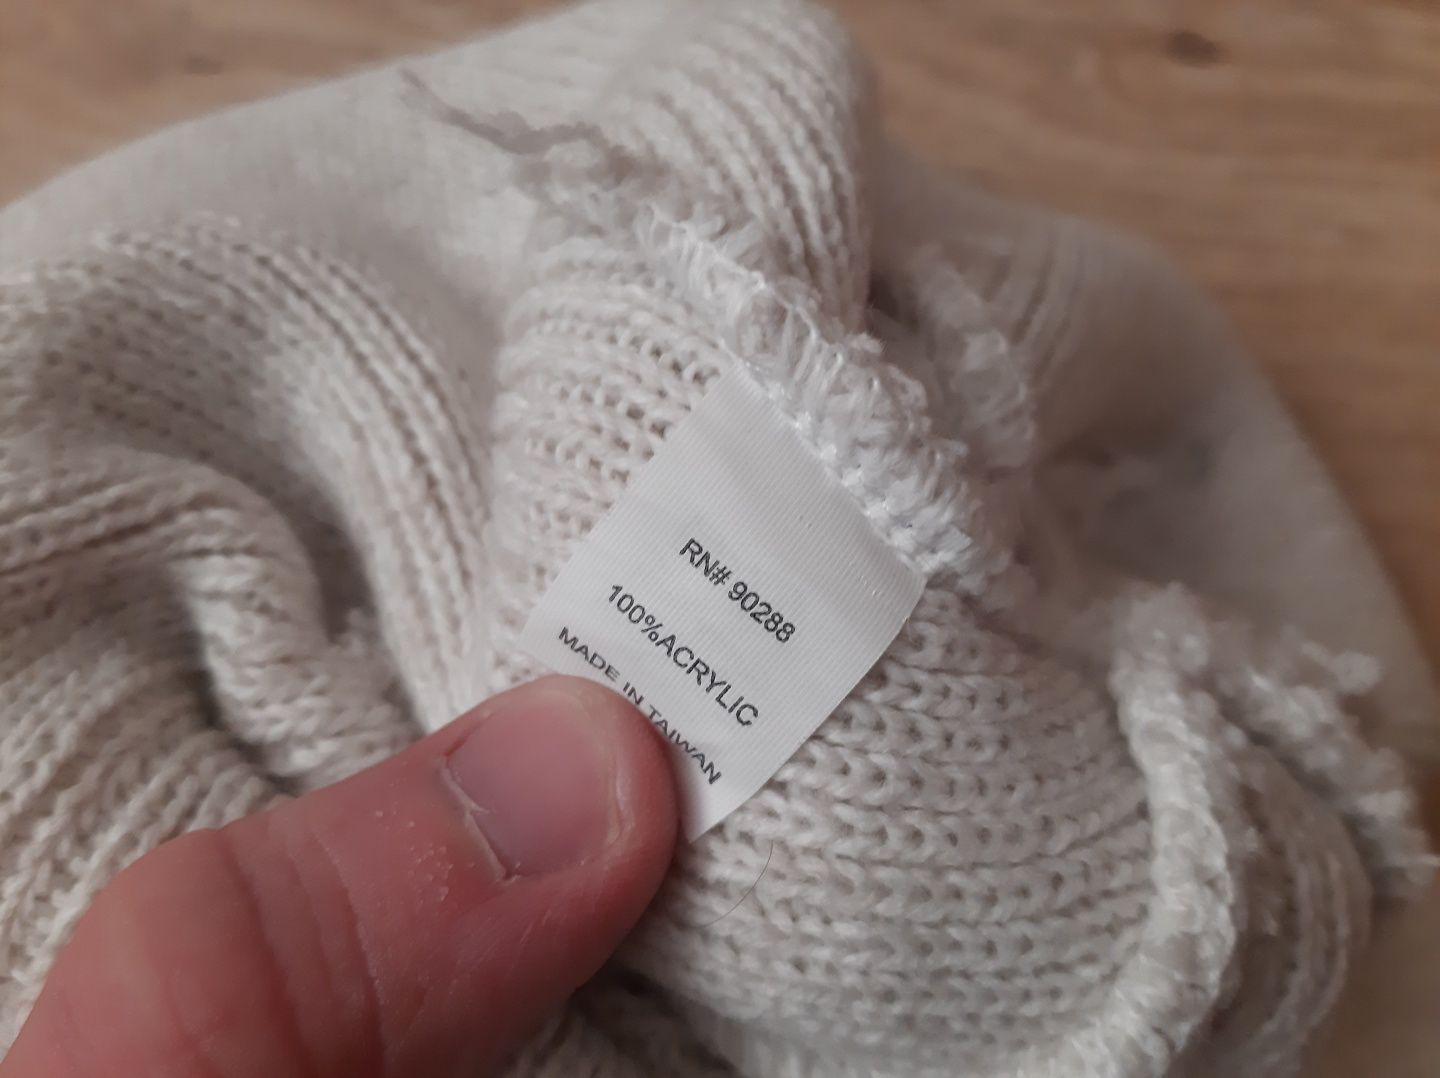 RN# 90288
100%ACRYLIC
MADE IN TAIWAN